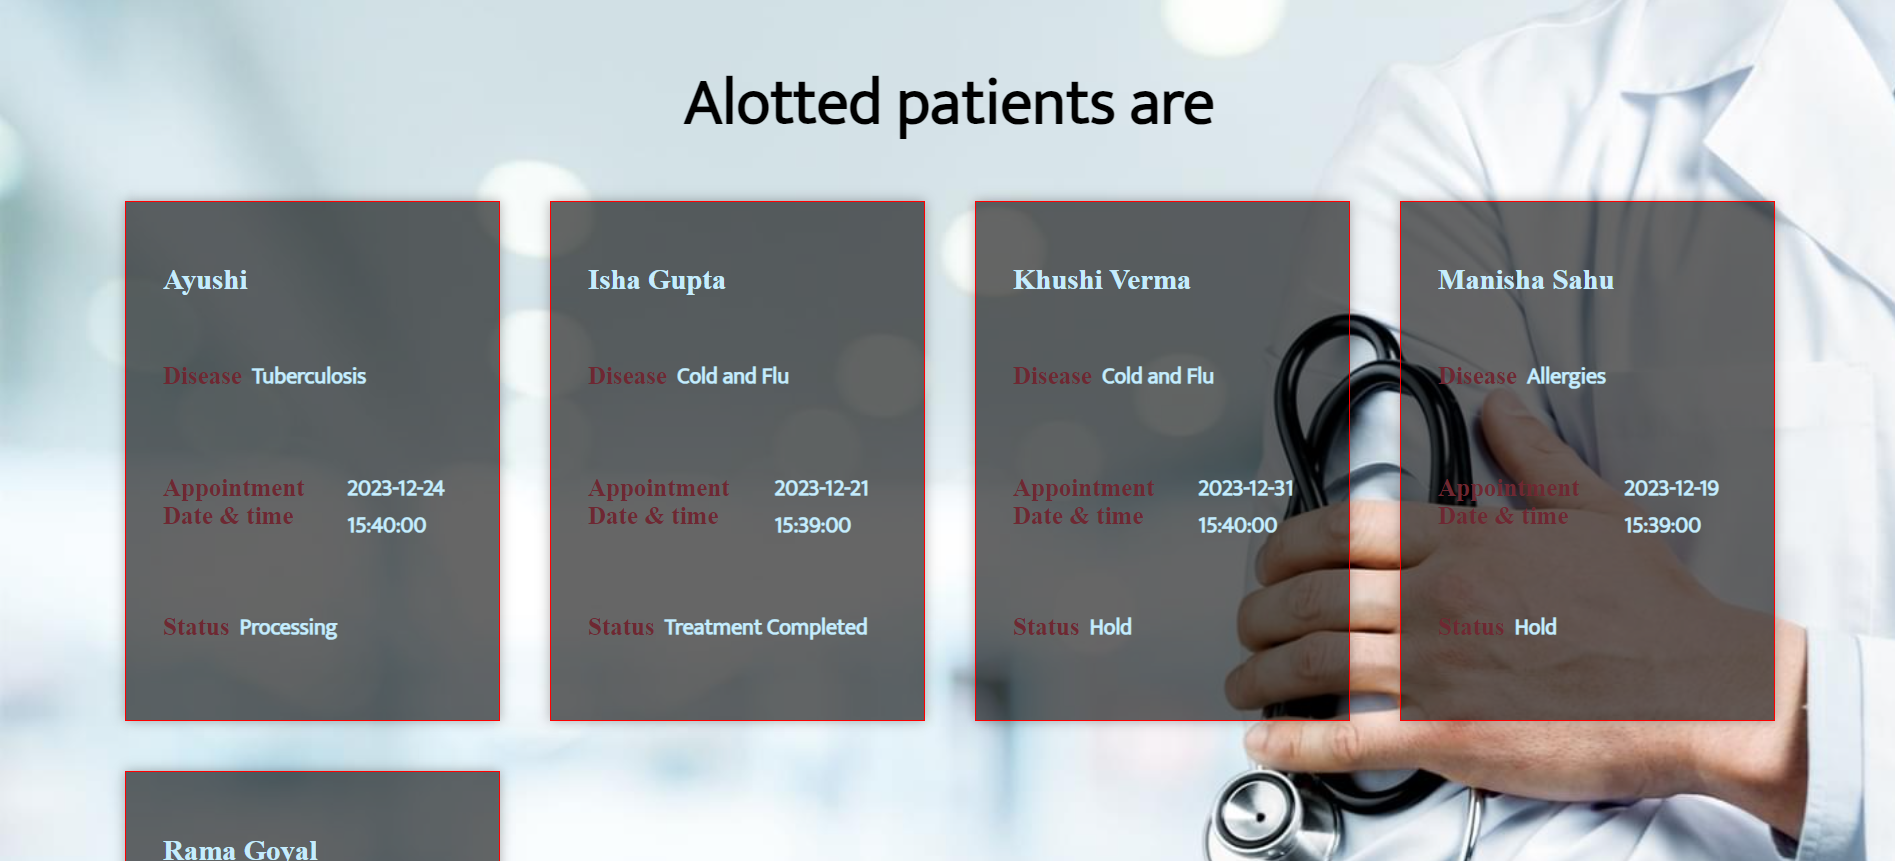 Alotted patients are
Ayushi
Disease Tuberculosis
Appointment Date & time
2023-12-24
15:40:00
Status Processing
Isha Gupta
Disease Cold and Flu
Appointment Date & time
2023-12-21
15:39:00
Status Treatment Completed
Khushi Verma
Disease Cold and Flu
Appointment Date & time
2023-12-31
15:40:00
Status Hold
Manisha Sahu
Disease Allergies
Appointment Date & time
2023-12-19
15:39:00
Status Hold
Rama Goyal